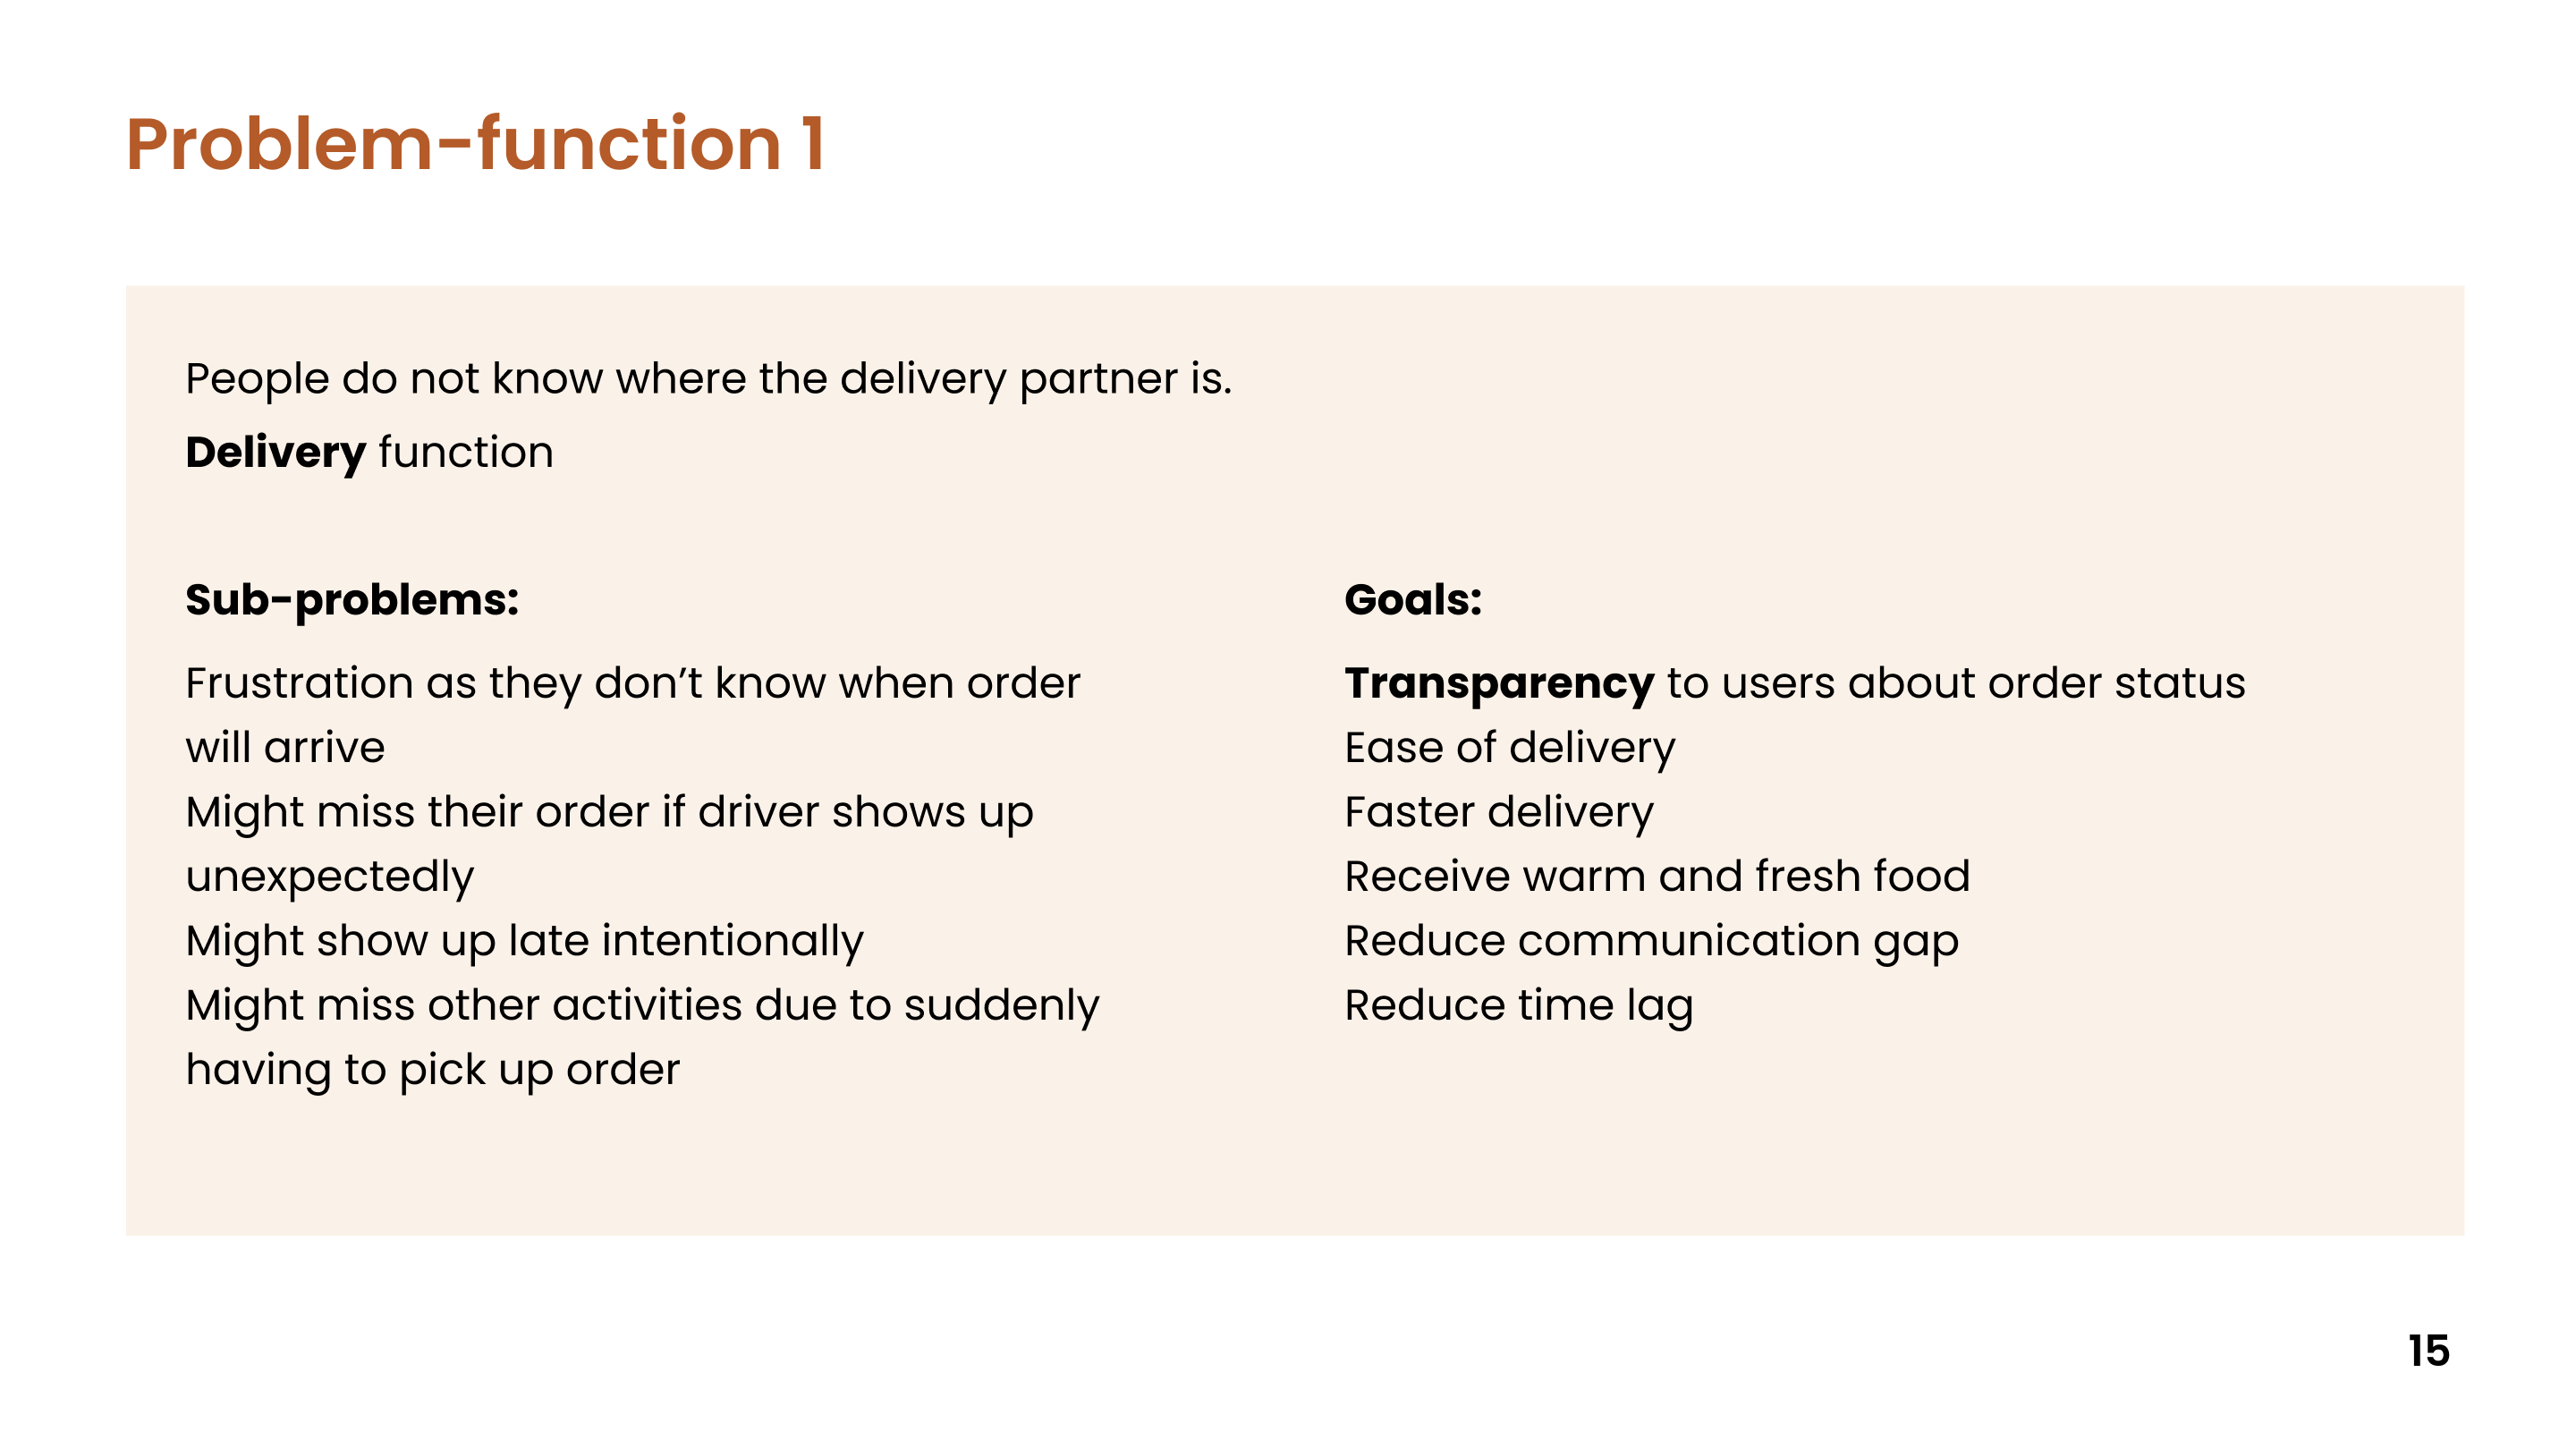 Problem-function 1
People do not know where the delivery partner is.
Delivery function
Sub-problems:
Frustration as they don’t know when order
will arrive
Might miss their order if driver shows up
unexpectedly
Might show up late intentionally
Might miss other activities due to suddenly
having to pick up order
Goals:
Transparency to users about order status
Ease of delivery
Faster delivery
Receive warm and fresh food
Reduce communication gap
Reduce time lag
15